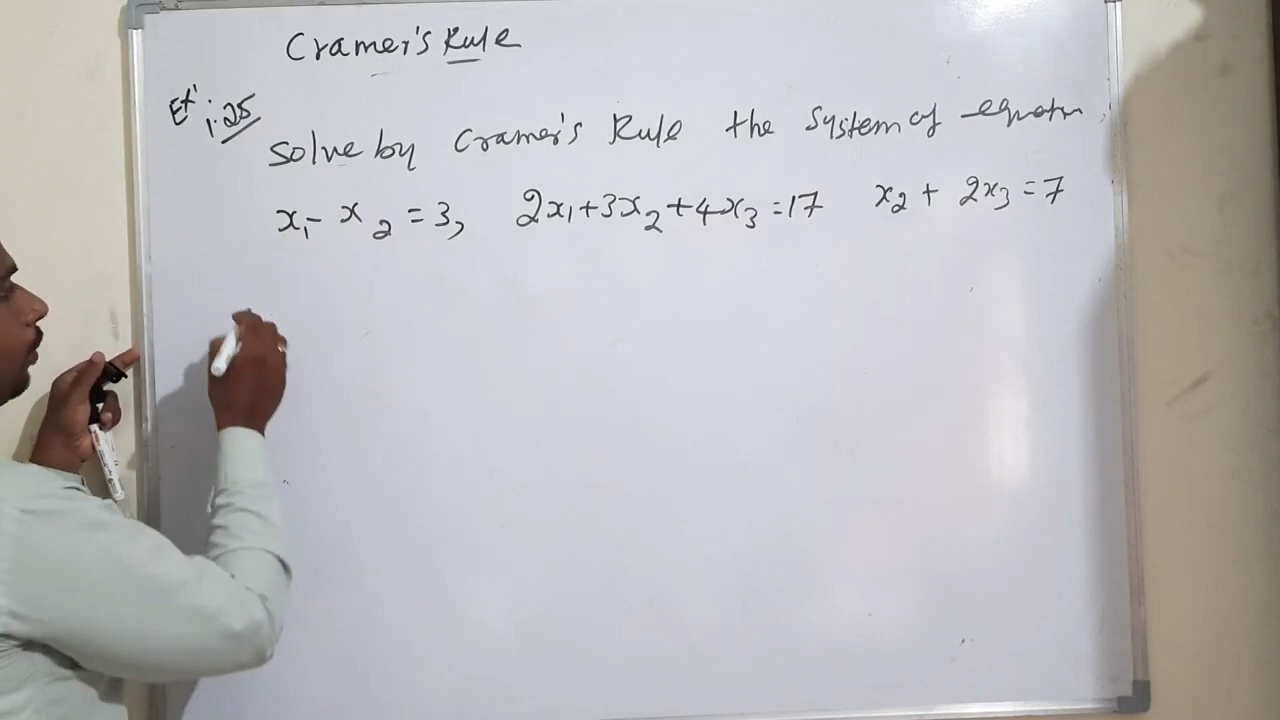 Cramer's Rule
Ex: 1.25
Solve by Cramer's Rule the System of equatn.
x₁ - x₂ = 3, 2x₁ + 3x₂ + 4x₃ = 17 x₂ + 2x₃ = 7